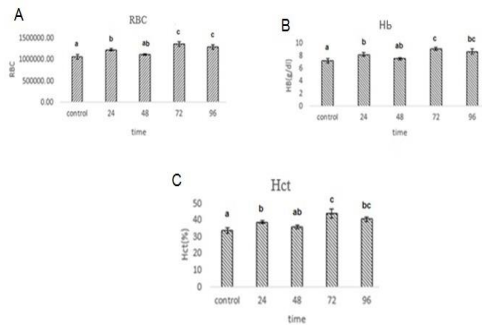 A
RBC
1500000.00
1000000.00
500000.00
0.00
RBC
a b ab c c
control 24 48 72 96
time
B
Hb
10
8
6
4
2
0
HB(g/dl)
a b ab c bc
control 24 48 72 96
time
C
Hct
50
40
30
20
10
0
Hct(%)
a b ab c bc
control 24 48 72 96
time